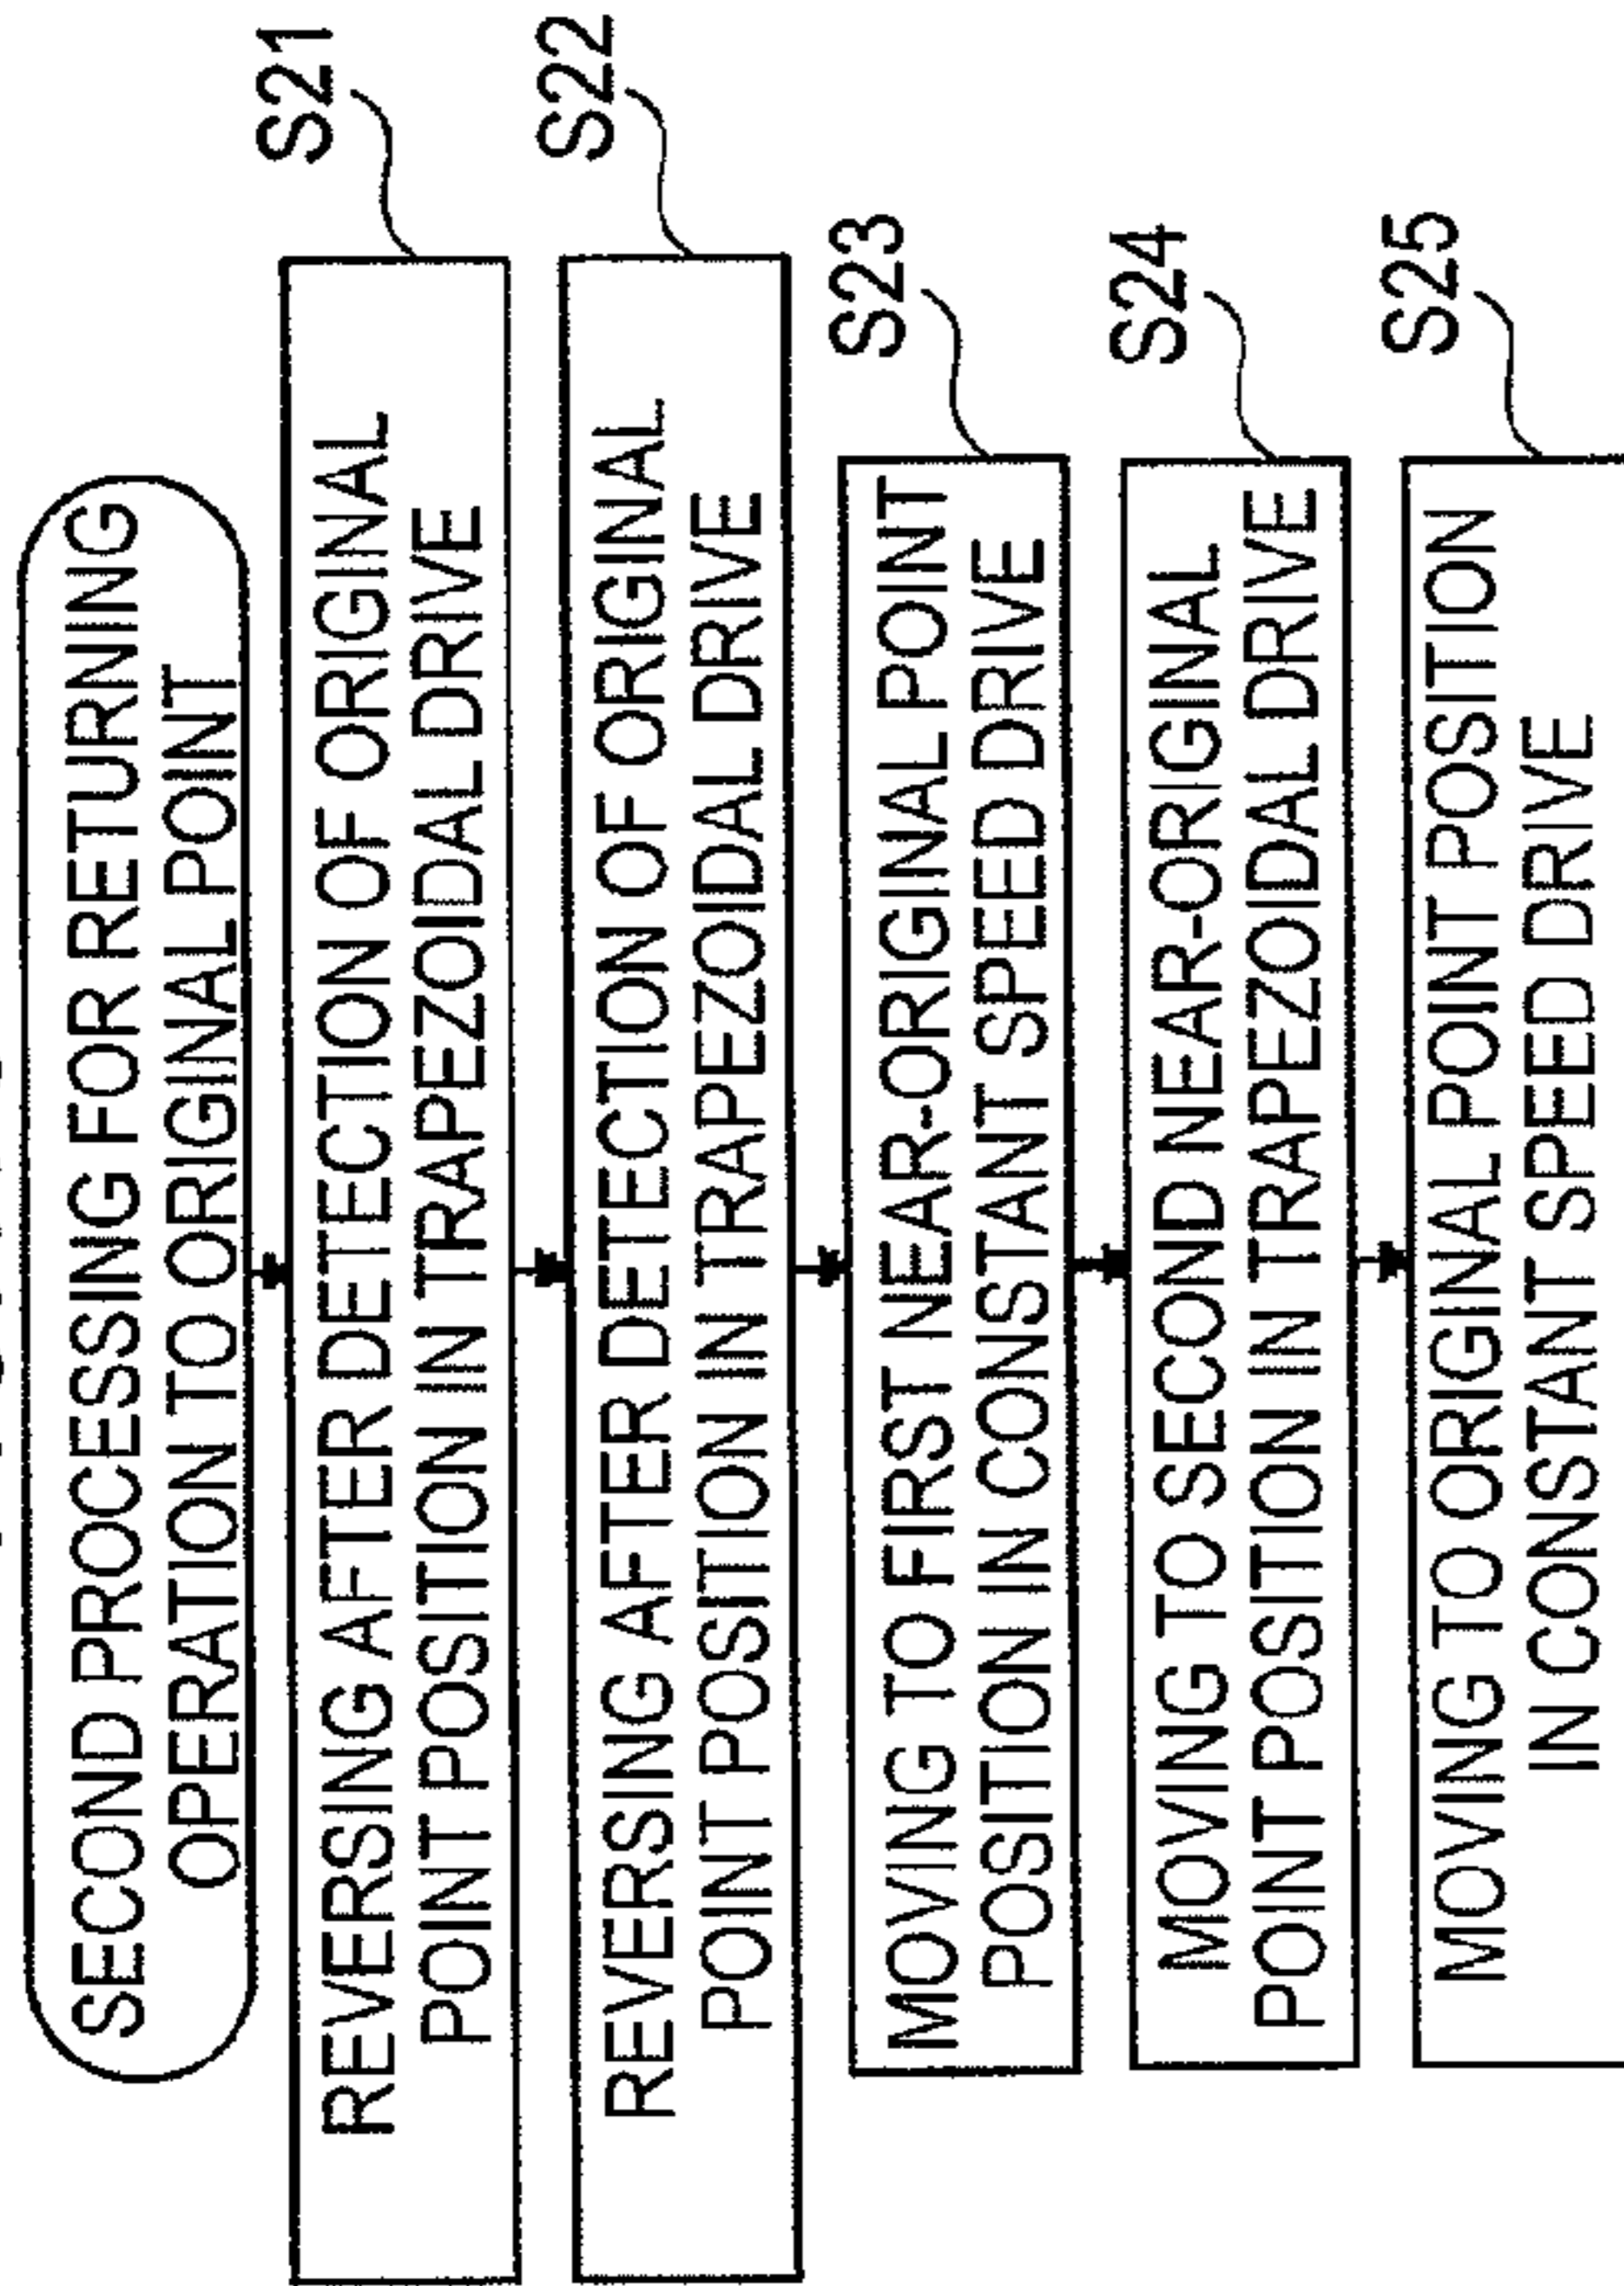 SECOND PROCESSING FOR RETURNING
OPERATION TO ORIGINAL POINT
S21
REVERSING AFTER DETECTION OF ORIGINAL
POINT POSITION IN TRAPEZOIDAL DRIVE
S22
REVERSING AFTER DETECTION OF ORIGINAL
POINT POSITION IN TRAPEZOIDAL DRIVE
S23
MOVING TO FIRST NEAR-ORIGINAL POINT
POSITION IN CONSTANT SPEED DRIVE
S24
MOVING TO SECOND NEAR-ORIGINAL
POINT POSITION IN TRAPEZOIDAL DRIVE
S25
MOVING TO ORIGINAL POINT POSITION
IN CONSTANT SPEED DRIVE